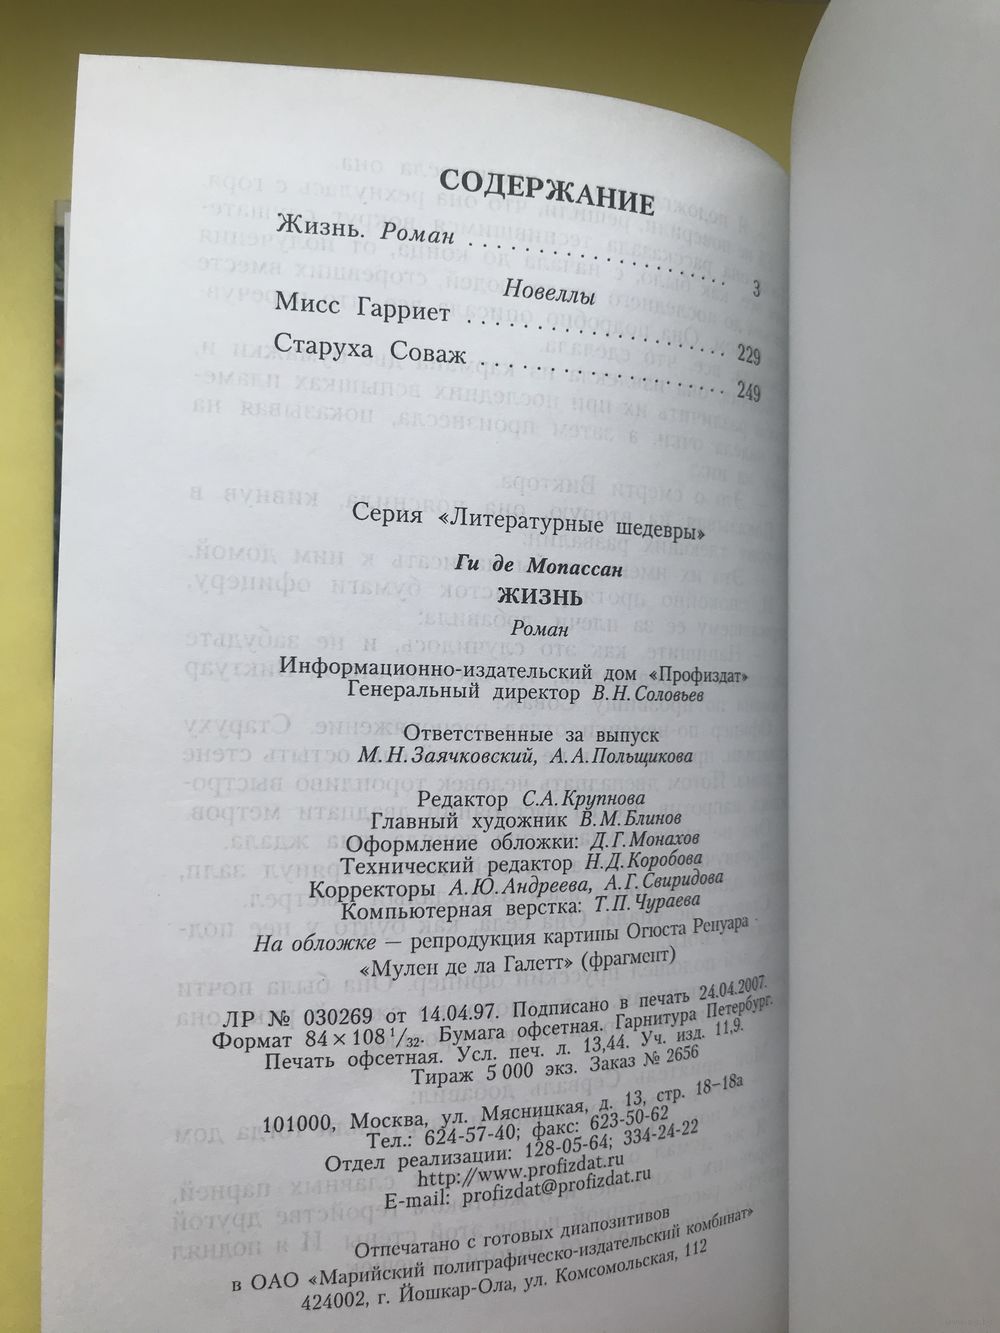 СОДЕРЖАНИЕ
Жизнь. Роман . . . . . . . . . . . . . . . . . . . . . 3
Новеллы
Мисс Гарриет . . . . . . . . . . . . . . . . . . . . . 229
Старуха Соваж . . . . . . . . . . . . . . . . . . . . 249
Серия «Литературные шедевры»
Ги де Мопассан
ЖИЗНЬ
Роман
Информационно-издательский дом «Профиздат»
Генеральный директор В.Н.Соловьев
Ответственные за выпуск
М.Н.Заячковский, А.А.Польщикова
Редактор С.А.Крупнова
Главный художник В.М.Блинов
Оформление обложки: Д.Г.Монахов
Технический редактор Н.Д.Коробова
Корректоры А.Ю.Андреева, А.Г.Свиридова
Компьютерная верстка: Т.П.Чураева
На обложке — репродукция картины Огюста Ренуара
«Мулен де ла Галетт» (фрагмент)
ЛР № 030269 от 14.04.97. Подписано в печать 24.04.2007.
Формат 84×108 1/32. Бумага офсетная. Гарнитура Петербург.
Печать офсетная. Усл. печ. л. 13,44. Уч. изд. 11,9.
Тираж 5 000 экз. Заказ № 2656
101000, Москва, ул. Мясницкая, д. 13, стр. 18–18а
Тел.: 624-57-40; факс: 623-50-62
Отдел реализации: 128-05-64; 334-24-22
http://www.profizdat.ru
E-mail: profizdat@profizdat.ru
Отпечатано с готовых диапозитивов
в ОАО «Марийский полиграфическо-издательский комбинат»
424002, г. Йошкар-Ола, ул. Комсомольская, 112